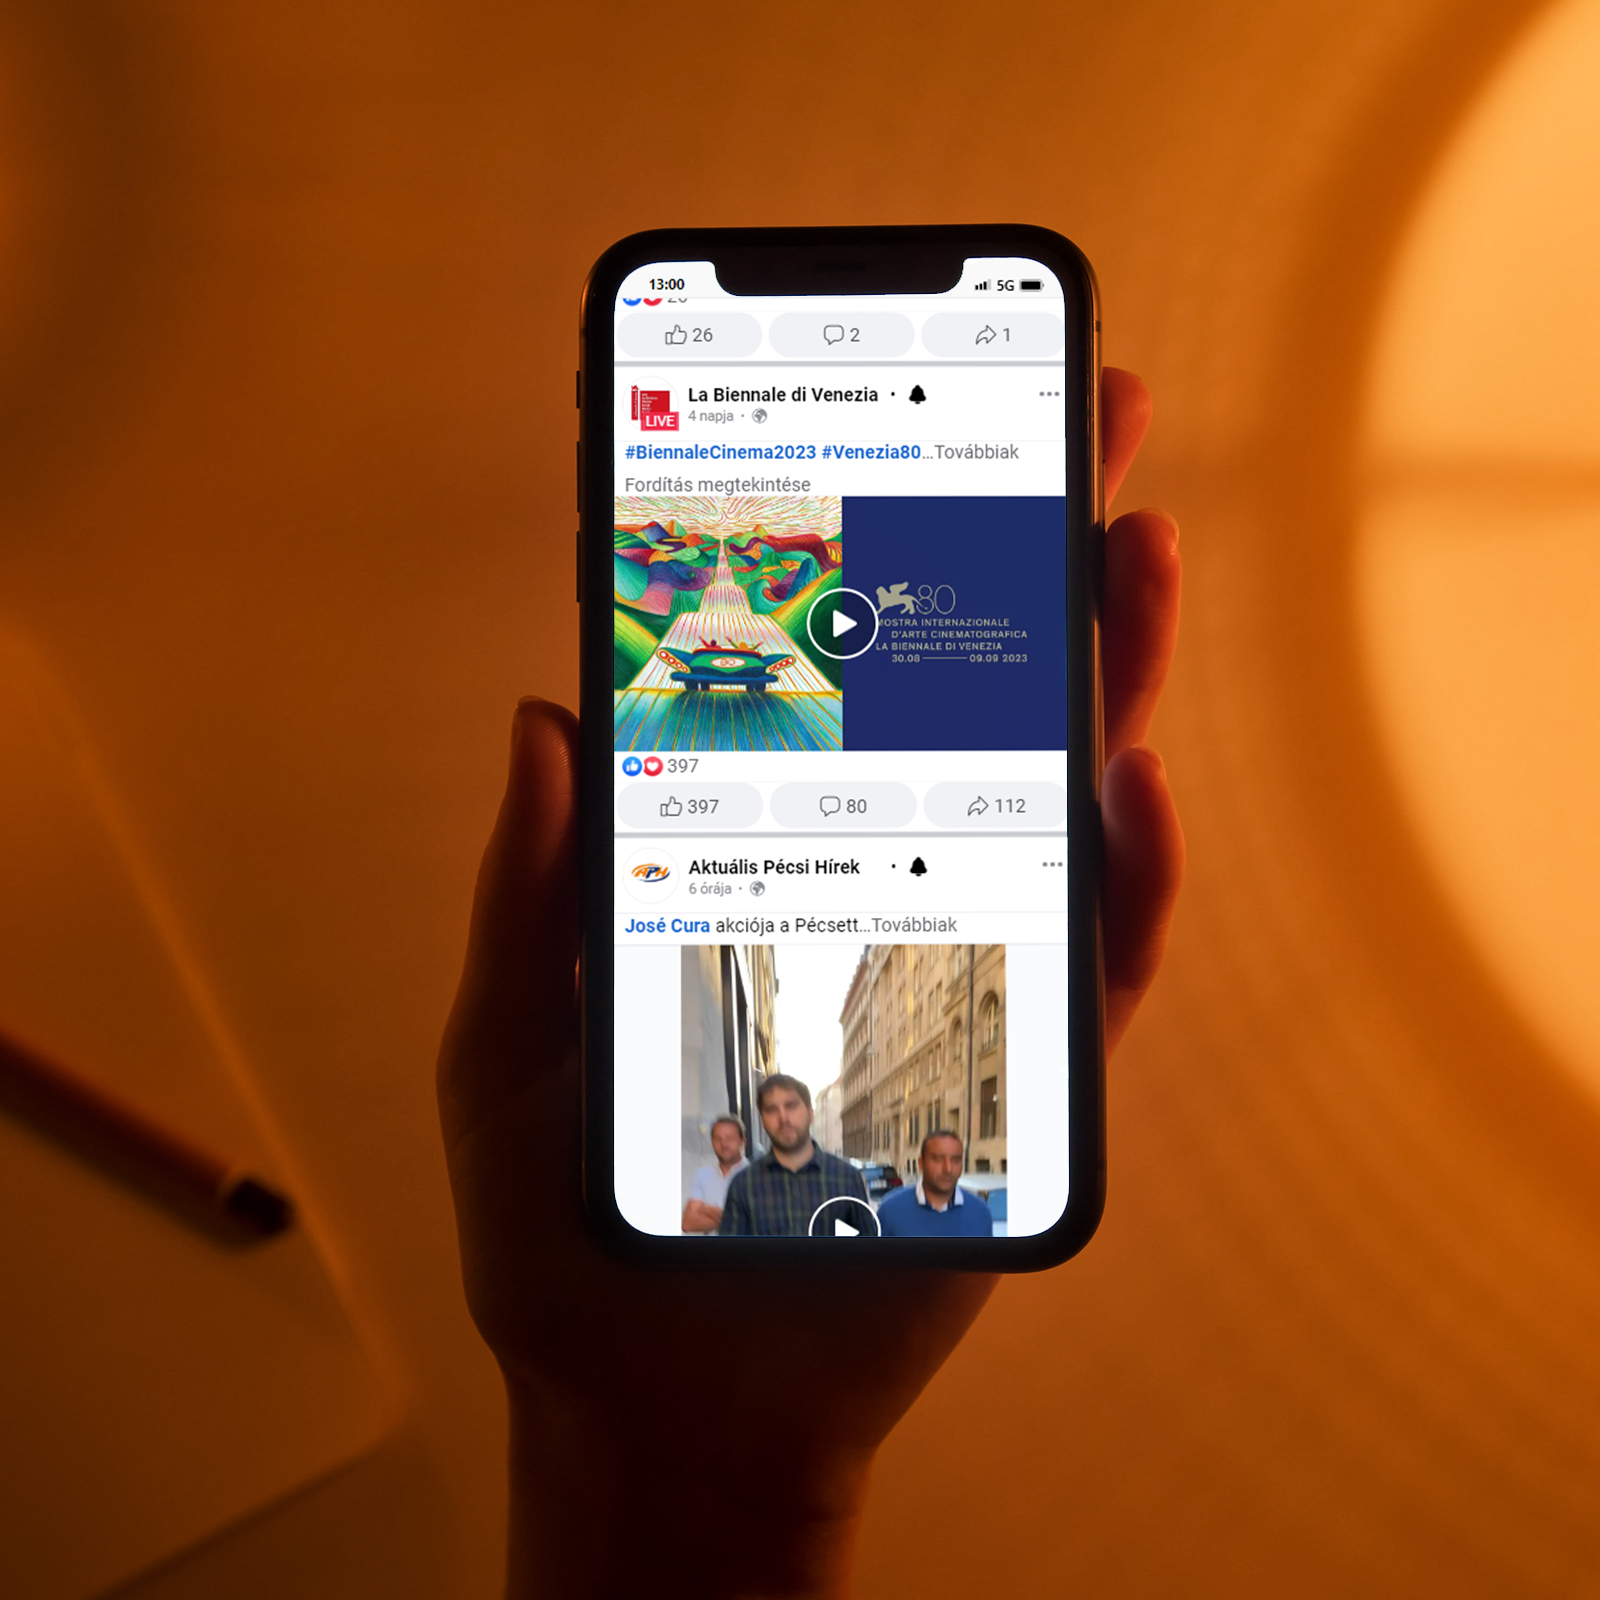 13:00 5G
26
26 2 1
La Biennale di Venezia ·
LIVE
4 napja ·
#BiennaleCinema2023 #Venezia80...Továbbiak
Fordítás megtekintése
80
80
MOSTRA INTERNAZIONALE
D'ARTE CINEMATOGRAFICA
LA BIENNALE DI VENEZIA
30.08 — 09.09 2023
397
397 80 112
APH
Aktuális Pécsi Hírek ·
6 órája ·
José Cura akciója a Pécsett...Továbbiak